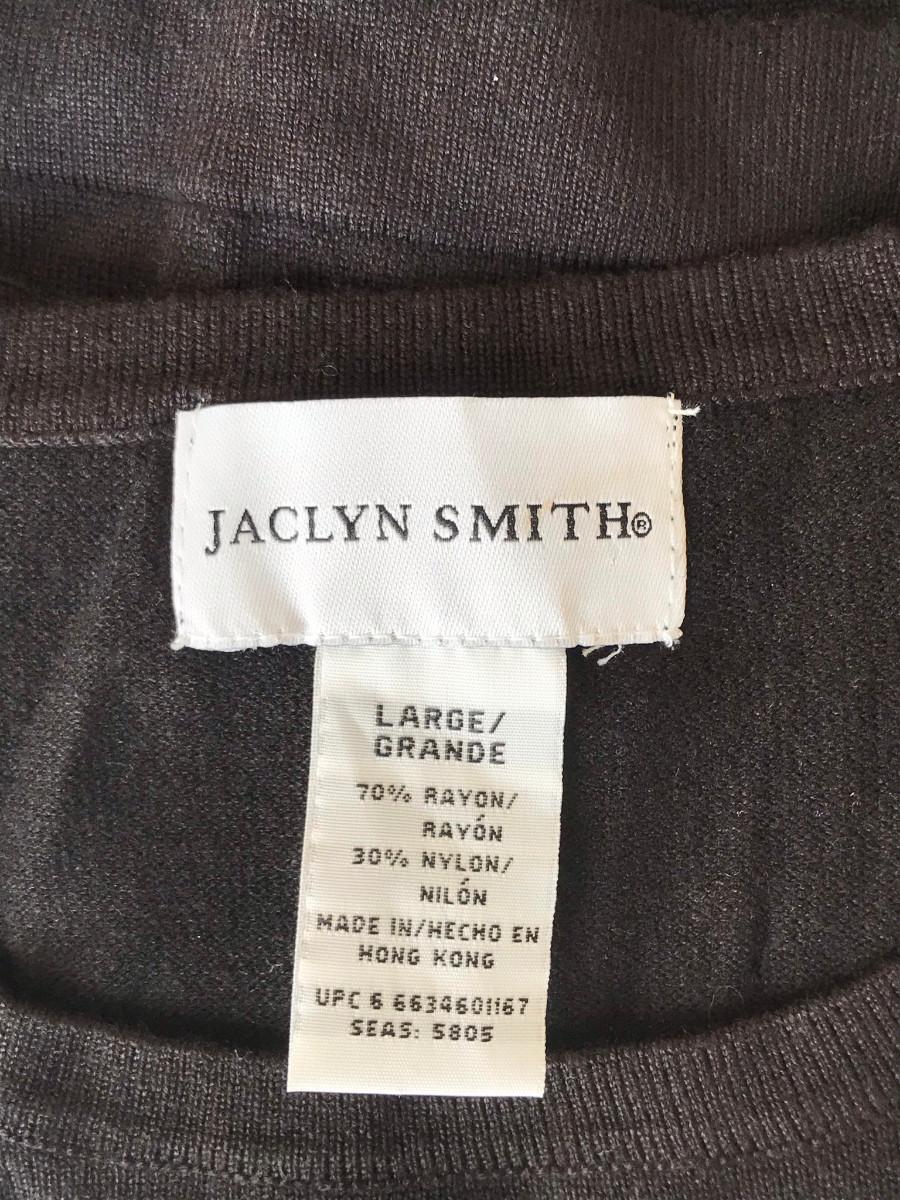 JACLYN SMITH®
LARGE/
GRANDE
70% RAYON/
RAYÓN
30% NYLON/
NILÓN
MADE IN/HECHO EN
HONG KONG
UPC 6 6634601167
SEAS: 5805